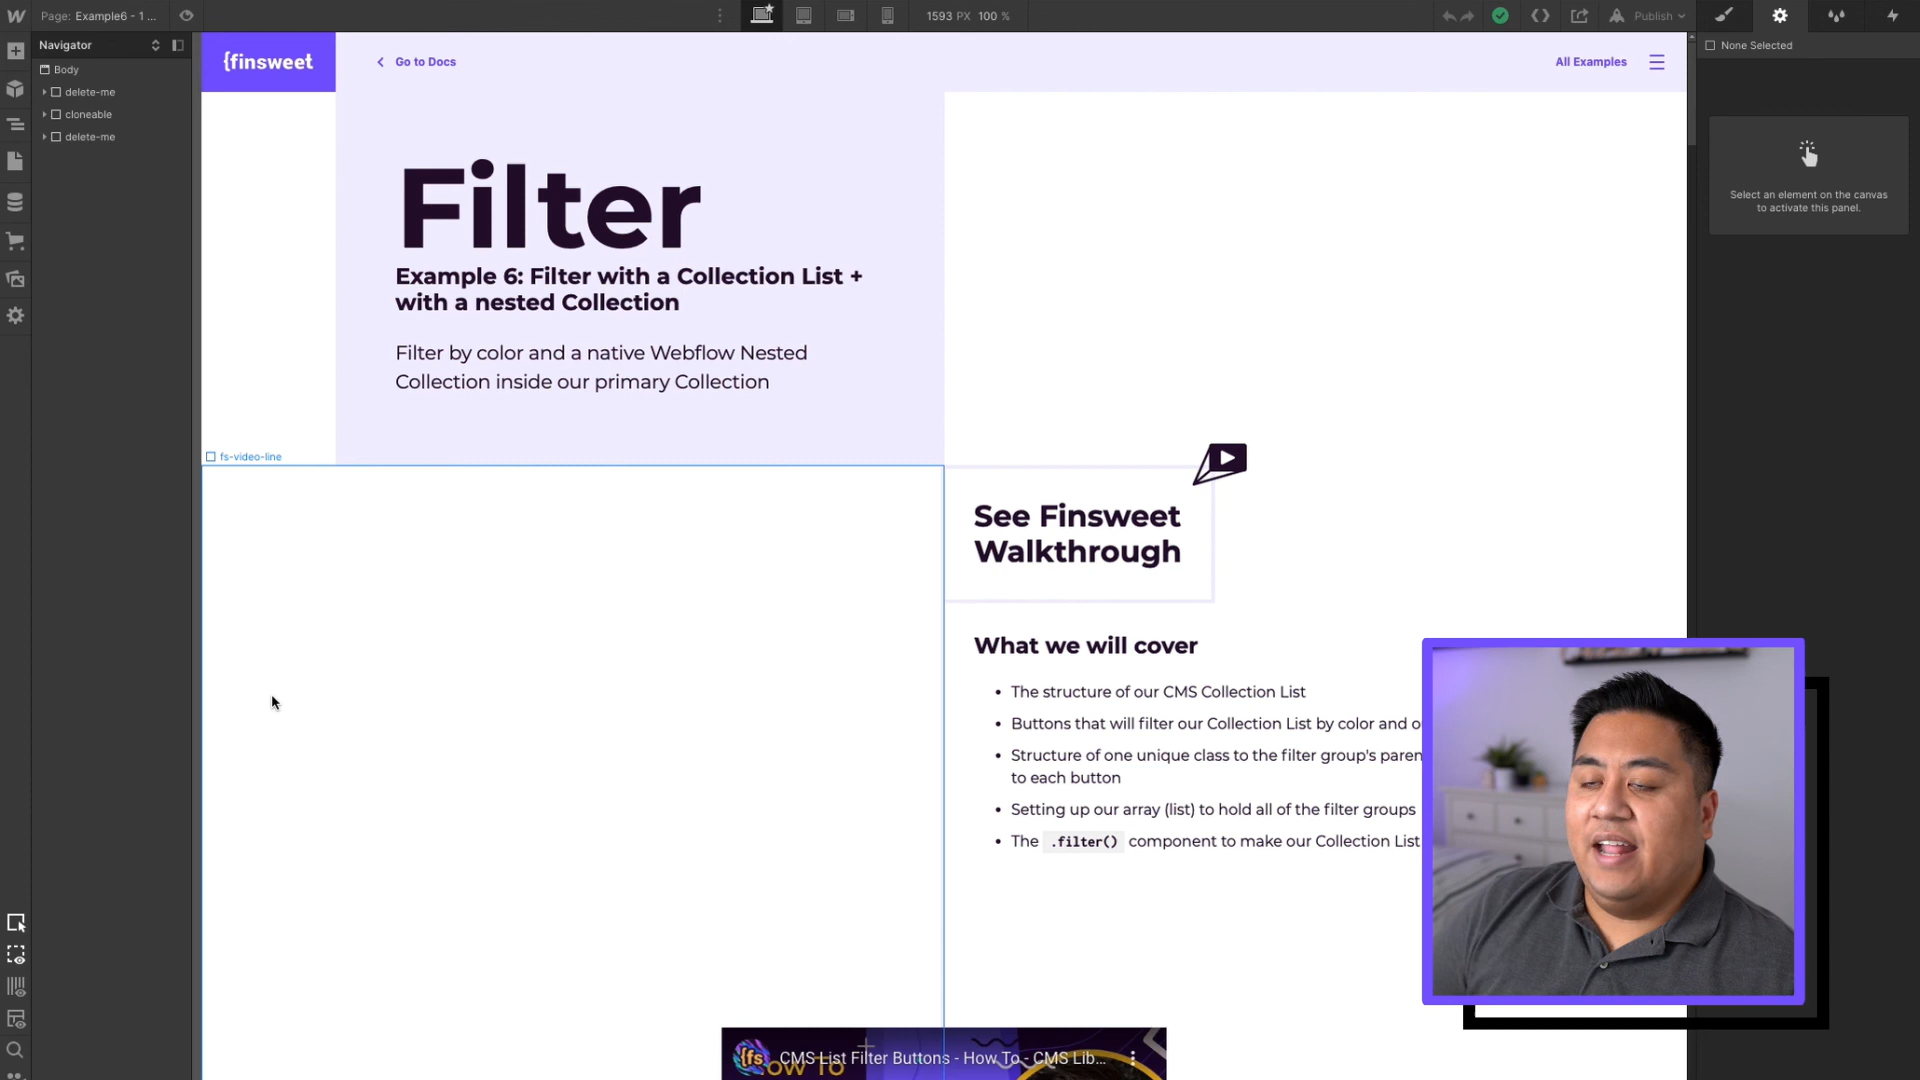 Page: Example6 - 1 ...
1593 PX 100 %
Publish
Navigator
None Selected
Body
delete-me
cloneable
delete-me
{finsweet
Go to Docs
All Examples
Select an element on the canvas
to activate this panel.
Filter
Example 6: Filter with a Collection List +
with a nested Collection
Filter by color and a native Webflow Nested
Collection inside our primary Collection
fs-video-line
See Finsweet
Walkthrough
What we will cover
• The structure of our CMS Collection List
• Buttons that will filter our Collection List by color and
• Structure of one unique class to the filter group's
to each button
• Setting up our array (list) to hold all of the filter groups
• The .filter() component to make our Collection List
{fs CMS List Filter Buttons - How To - CMS Lib...